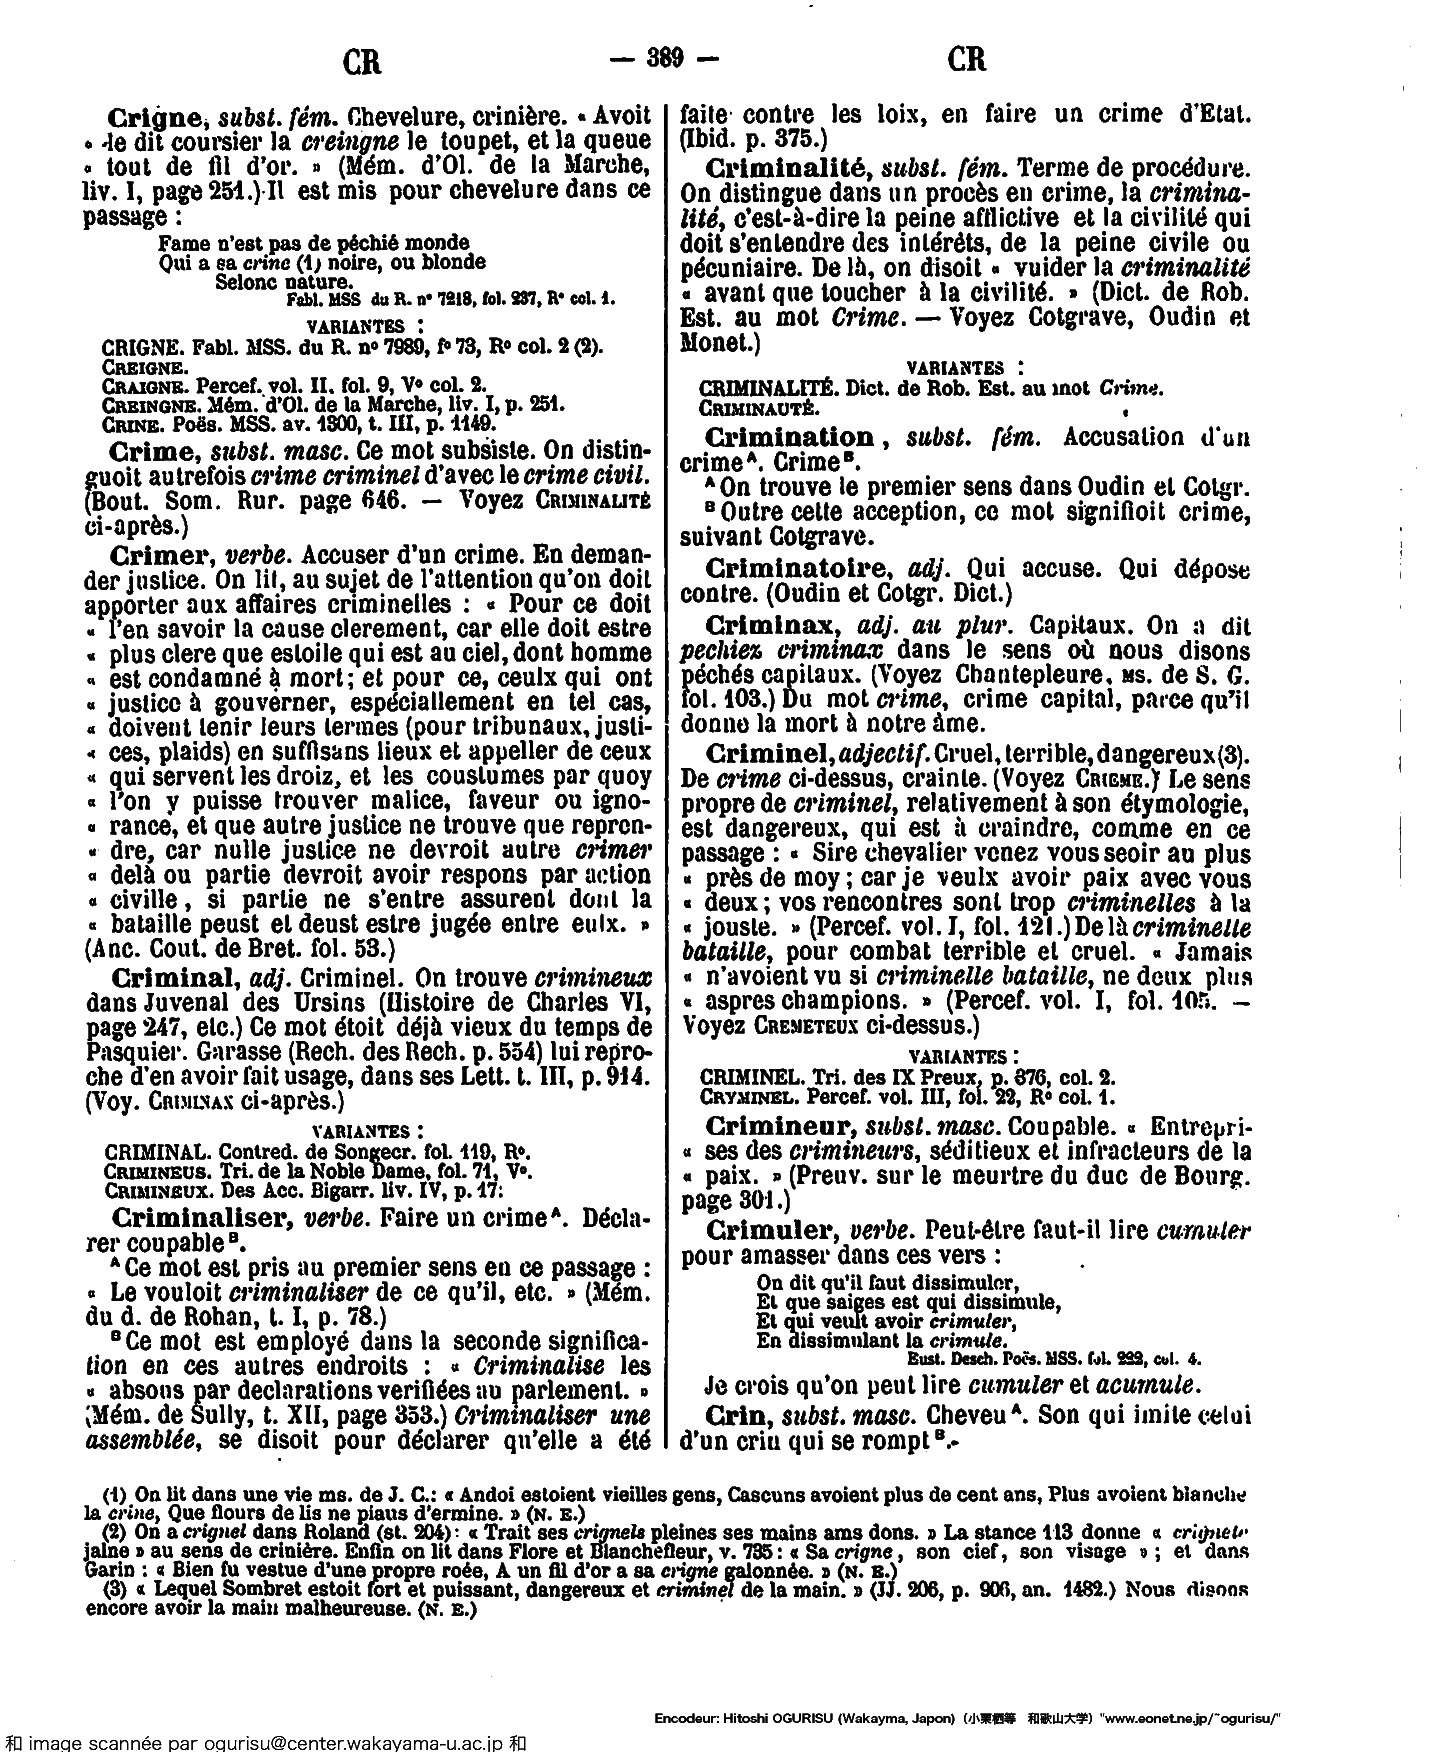 CR — 389 — CR
Crigne, subst. fém. Chevelure, crinière. « Avoit
« le dit coursier la creingne le toupet, et la queue
« tout de fil d'or. » (Mém. d'Ol. de la Marche,
liv. I, page 251.) Il est mis pour chevelure dans ce
passage :
Fame n'est pas de péchié monde
Qui a sa crine (1) noire, ou blonde
Selonc nature.
Fabl. MSS du R. nº 7218, fol. 237, Rº col. 1.
VARIANTES :
CRIGNE. Fabl. MSS. du R. nº 7989, fº 73, Rº col. 2 (2).
CREIGNE.
CRAIGNE. Percef. vol. II, fol. 9, Vº col. 2.
CREINGNE. Mém. d'Ol. de la Marche, liv. I, p. 251.
CRINE. Poës. MSS. av. 1300, t. III, p. 1149.
Crime, subst. masc. Ce mot subsiste. On distin-
guoit autrefois crime criminel d'avec le crime civil.
(Bout. Som. Rur. page 646. — Voyez CRIMINALITÉ
ci-après.)
Crimer, verbe. Accuser d'un crime. En deman-
der justice. On lit, au sujet de l'attention qu'on doit
apporter aux affaires criminelles : « Pour ce doit
« l'en savoir la cause clerement, car elle doit estre
« plus clere que estoile qui est au ciel, dont homme
« est condamné à mort ; et pour ce, ceulx qui ont
« justice à gouverner, espéciallement en tel cas,
« doivent tenir leurs termes (pour tribunaux, justi-
« ces, plaids) en suffisans lieux et appeller de ceux
« qui servent les droiz, et les coustumes par quoy
« l'on y puisse trouver malice, faveur ou igno-
« rance, et que autre justice ne trouve que repren-
« dre, car nulle justice ne devroit autre crimer
« delà ou partie devroit avoir respons par action
« civille, si partie ne s'entre assurent dont la
« bataille peust et deust estre jugée entre eulx. »
(Anc. Cout. de Bret. fol. 53.)
Criminal, adj. Criminel. On trouve crimineux
dans Juvenal des Ursins (Histoire de Charles VI,
page 247, etc.) Ce mot étoit déjà vieux du temps de
Pasquier. Garasse (Rech. des Rech. p. 554) lui repro-
che d'en avoir fait usage, dans ses Lett. t. III, p. 914.
(Voy. CRIMINAX ci-après.)
VARIANTES :
CRIMINAL. Contred. de Songecr. fol. 119, Rº.
CRIMINEUS. Tri. de la Noble Dame, fol. 71, Vº.
CRIMINEUX. Des Acc. Bigarr. liv. IV, p. 17.
Criminaliser, verbe. Faire un crime A. Décla-
rer coupable B.
A Ce mot est pris au premier sens en ce passage :
« Le vouloit criminaliser de ce qu'il, etc. » (Mém.
du d. de Rohan, t. I, p. 78.)
B Ce mot est employé dans la seconde significa-
tion en ces autres endroits : « Criminalise les
« absons par declarations verifiées au parlement. »
(Mém. de Sully, t. XII, page 353.) Criminaliser une
assemblée, se disoit pour déclarer qu'elle a été
faite contre les loix, en faire un crime d'Etat.
(Ibid. p. 375.)
Criminalité, subst. fém. Terme de procédure.
On distingue dans un procès en crime, la crimina-
lité, c'est-à-dire la peine afflictive et la civilité qui
doit s'entendre des intérêts, de la peine civile ou
pécuniaire. De là, on disoit « vuider la criminalité
« avant que toucher à la civilité. » (Dict. de Rob.
Est. au mot Crime. — Voyez Cotgrave, Oudin et
Monet.)
VARIANTES :
CRIMINALITÉ. Dict. de Rob. Est. au mot Crime.
CRIMINAUTÉ.
Crimination, subst. fém. Accusation d'un
crime A. Crime B.
A On trouve le premier sens dans Oudin et Cotgr.
B Outre cette acception, ce mot signifioit crime,
suivant Cotgrave.
Criminatoire, adj. Qui accuse. Qui dépose
contre. (Oudin et Cotgr. Dict.)
Criminax, adj. au plur. Capitaux. On a dit
pechiez criminax dans le sens où nous disons
péchés capitaux. (Voyez Chantepleure, MS. de S. G.
fol. 103.) Du mot crime, crime capital, parce qu'il
donne la mort à notre âme.
Criminel, adjectif. Cruel, terrible, dangereux (3).
De crime ci-dessus, crainte. (Voyez CRIEME.) Le sens
propre de criminel, relativement à son étymologie,
est dangereux, qui est à craindre, comme en ce
passage : « Sire chevalier venez vous seoir au plus
« près de moy ; car je veulx avoir paix avec vous
« deux ; vos rencontres sont trop criminelles à la
« jouste. » (Percef. vol. I, fol. 121.) De là criminelle
bataille, pour combat terrible et cruel. « Jamais
« n'avoient vu si criminelle bataille, ne deux plus
« aspres champions. » (Percef. vol. I, fol. 105. —
Voyez CREMETEUX ci-dessus.)
VARIANTES :
CRIMINEL. Tri. des IX Preux, p. 376, col. 2.
CRYMINEL. Percef. vol. III, fol. 22, Rº col. 1.
Crimineur, subst. masc. Coupable. « Entrepri-
« ses des crimineurs, séditieux et infracteurs de la
« paix. » (Preuv. sur le meurtre du duc de Bourg.
page 301.)
Crimuler, verbe. Peut-être faut-il lire cumuler
pour amasser dans ces vers :
On dit qu'il faut dissimuler,
Et que saiges est qui dissimule,
Et qui veult avoir crimuler,
En dissimulant la crimule.
Eust. Desch. Poës. MSS. fol. 222, col. 4.
Je crois qu'on peut lire cumuler et acumule.
Crin, subst. masc. Cheveu A. Son qui imite celui
d'un crin qui se rompt B.
(1) On lit dans une vie ms. de J. C.: « Andoi estoient vieilles gens, Cascuns avoient plus de cent ans, Plus avoient blanche
la crine, Que flours de lis ne piaus d'ermine. » (N. E.)
(2) On a crignel dans Roland (st. 204) : « Trait ses crignels pleines ses mains ams dons. » La stance 113 donne « crignete
jalne » au sens de crinière. Enfin on lit dans Flore et Blanchefleur, v. 735 : « Sa crigne, son cief, son visage » ; et dans
Garin : « Bien fu vestue d'une propre roée, A un fil d'or a sa crigne galonnée. » (N. E.)
(3) « Lequel Sombret estoit fort et puissant, dangereux et criminel de la main. » (JJ. 206, p. 906, an. 1482.) Nous disons
encore avoir la main malheureuse. (N. E.)
Encodeur: Hitoshi OGURISU (Wakayma, Japon) (小栗栖等 和歌山大学) "www.eonet.ne.jp/~ogurisu/"
和 image scannée par ogurisu@center.wakayama-u.ac.jp 和